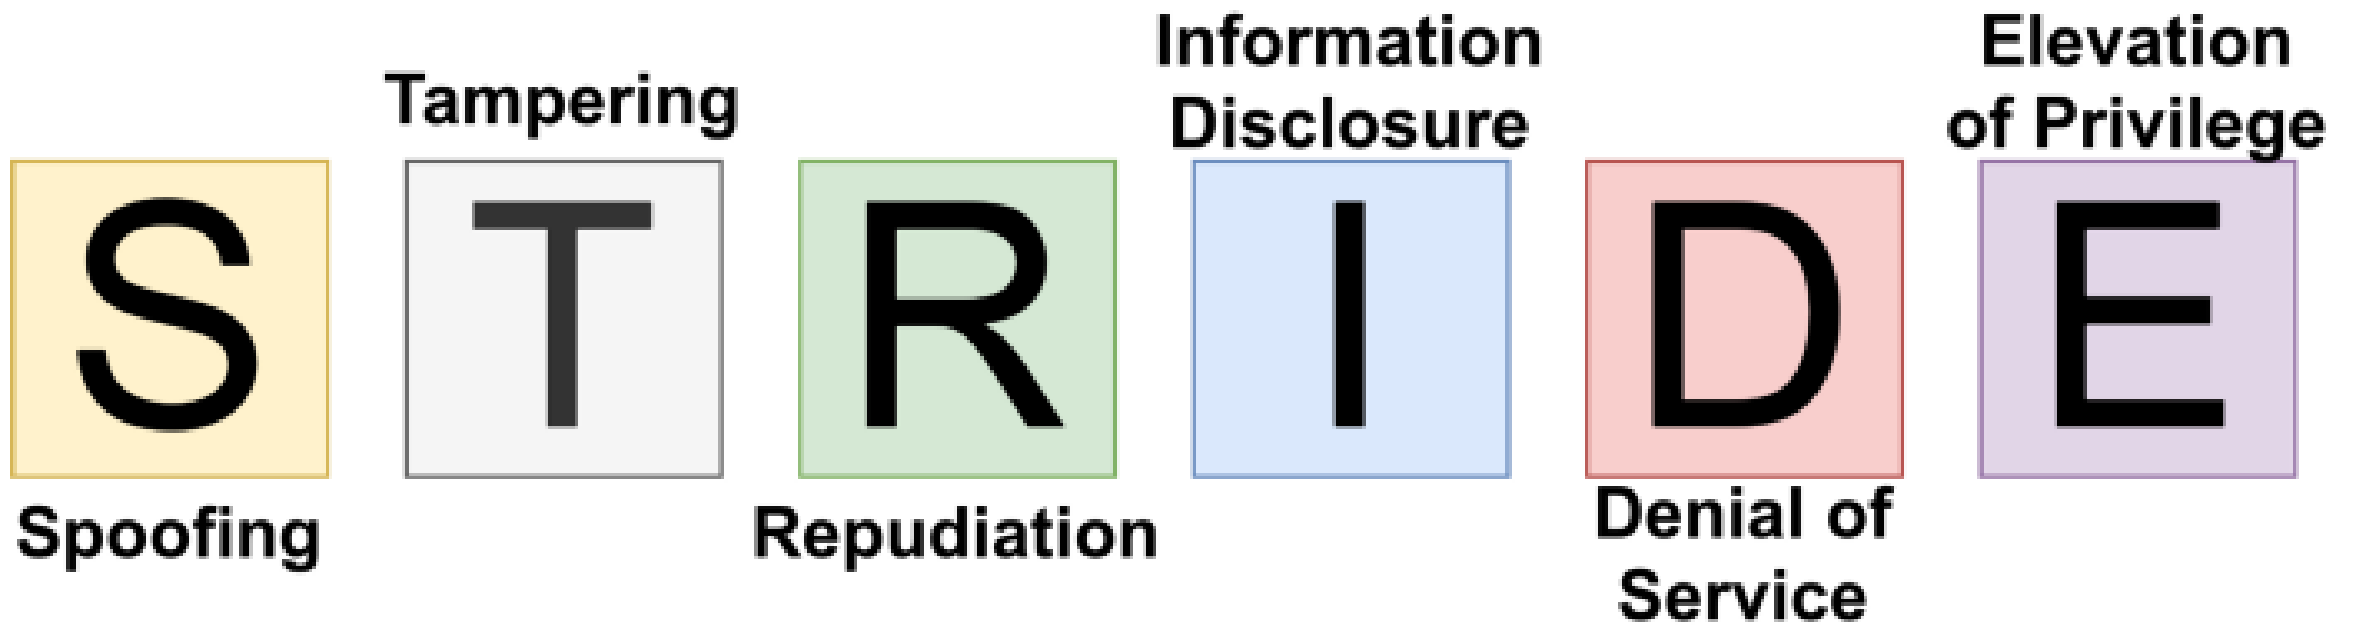 Information
Elevation
Tampering
Disclosure
of Privilege
S T R I D E
Spoofing
Repudiation
Denial of
Service